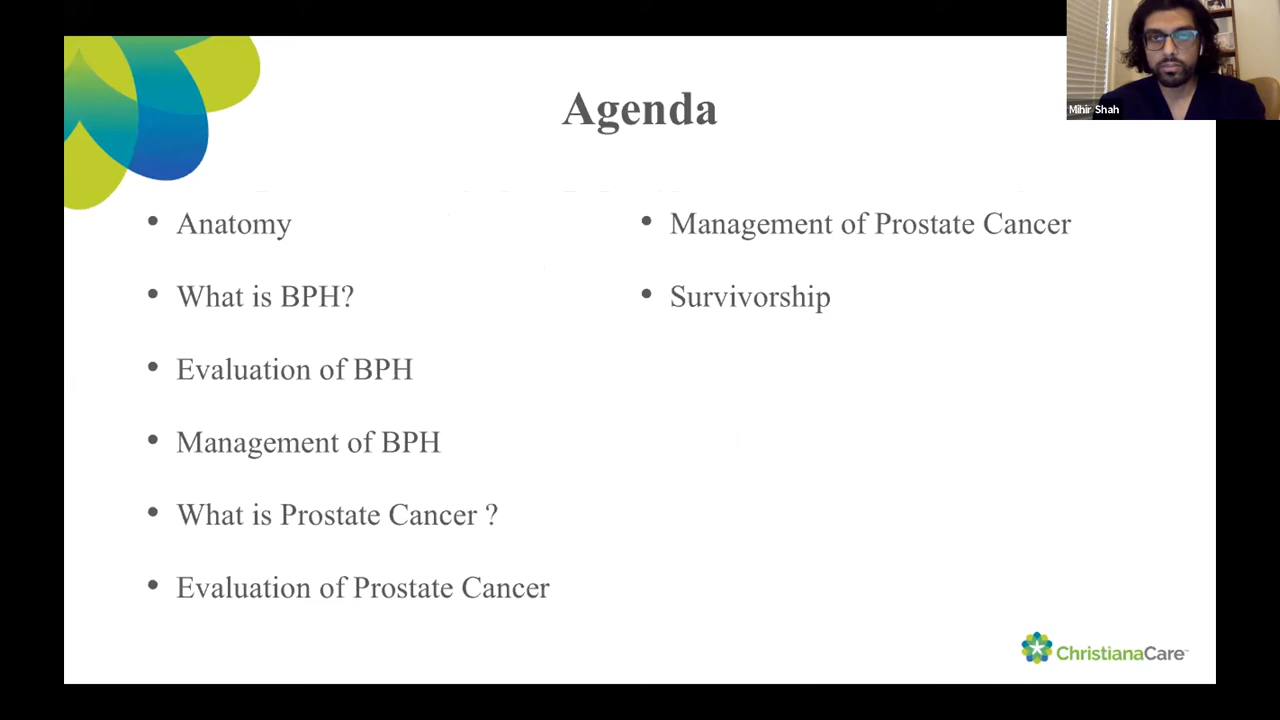 Agenda
Mihir Shah
• Anatomy
• What is BPH?
• Evaluation of BPH
• Management of BPH
• What is Prostate Cancer ?
• Evaluation of Prostate Cancer
• Management of Prostate Cancer
• Survivorship
ChristianaCare™